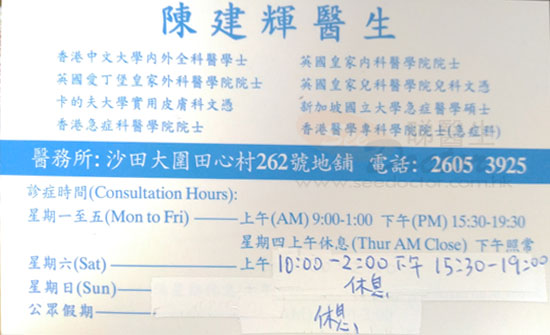 陳建輝醫生
香港中文大學內外全科醫學士
英國愛丁堡皇家外科醫學院院士
卡的夫大學實用皮膚科文憑
香港急症科醫學院院士
英國皇家內科醫學院院士
英國皇家兒科醫學院兒科文憑
新加坡國立大學急症醫學碩士
香港醫學專科學院院士(急症科)
醫務所: 沙田大圍田心村262號地舖 電話: 2605 3925
www.seedoctor.com.hk
診症時間(Consultation Hours):
星期一至五(Mon to Fri)——上午(AM) 9:00-1:00 下午(PM) 15:30-19:30
星期四上午休息(Thur AM Close) 下午照常
星期六(Sat)——上午 10:00-2:00 下午 15:30-19:00
星期日(Sun)—— 休息
公眾假期—— 休息